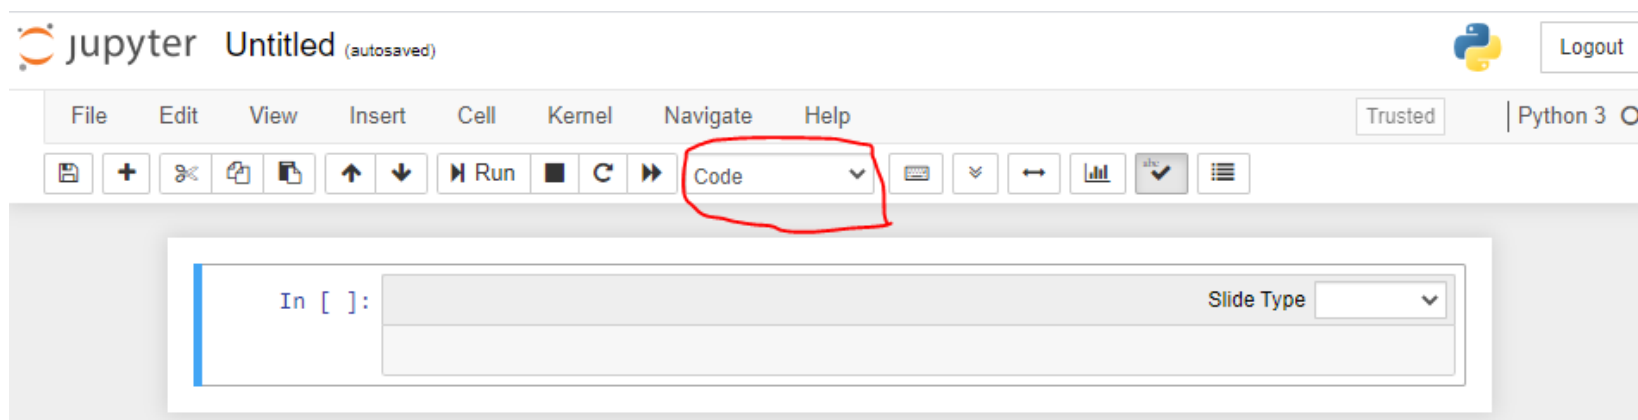 jupyter Untitled (autosaved) Logout
File Edit View Insert Cell Kernel Navigate Help Trusted Python 3
Run Code abc
In [ ]: Slide Type